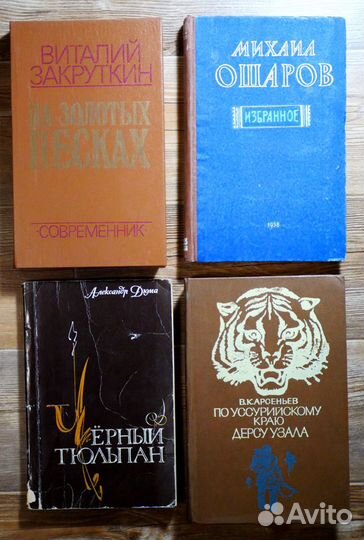 ВИТАЛИЙ
ЗАКРУТКИН
НА ЗОЛОТЫХ
ПЕСКАХ
·СОВРЕМЕННИК·
МИХАИЛ
ОШАРОВ
ИЗБРАННОЕ
1938
Александр Дюма
ЧЁРНЫЙ
ТЮЛЬПАН
В.К.АРСЕНЬЕВ
ПО УССУРИЙСКОМУ
КРАЮ
ДЕРСУ УЗАЛА
Avito